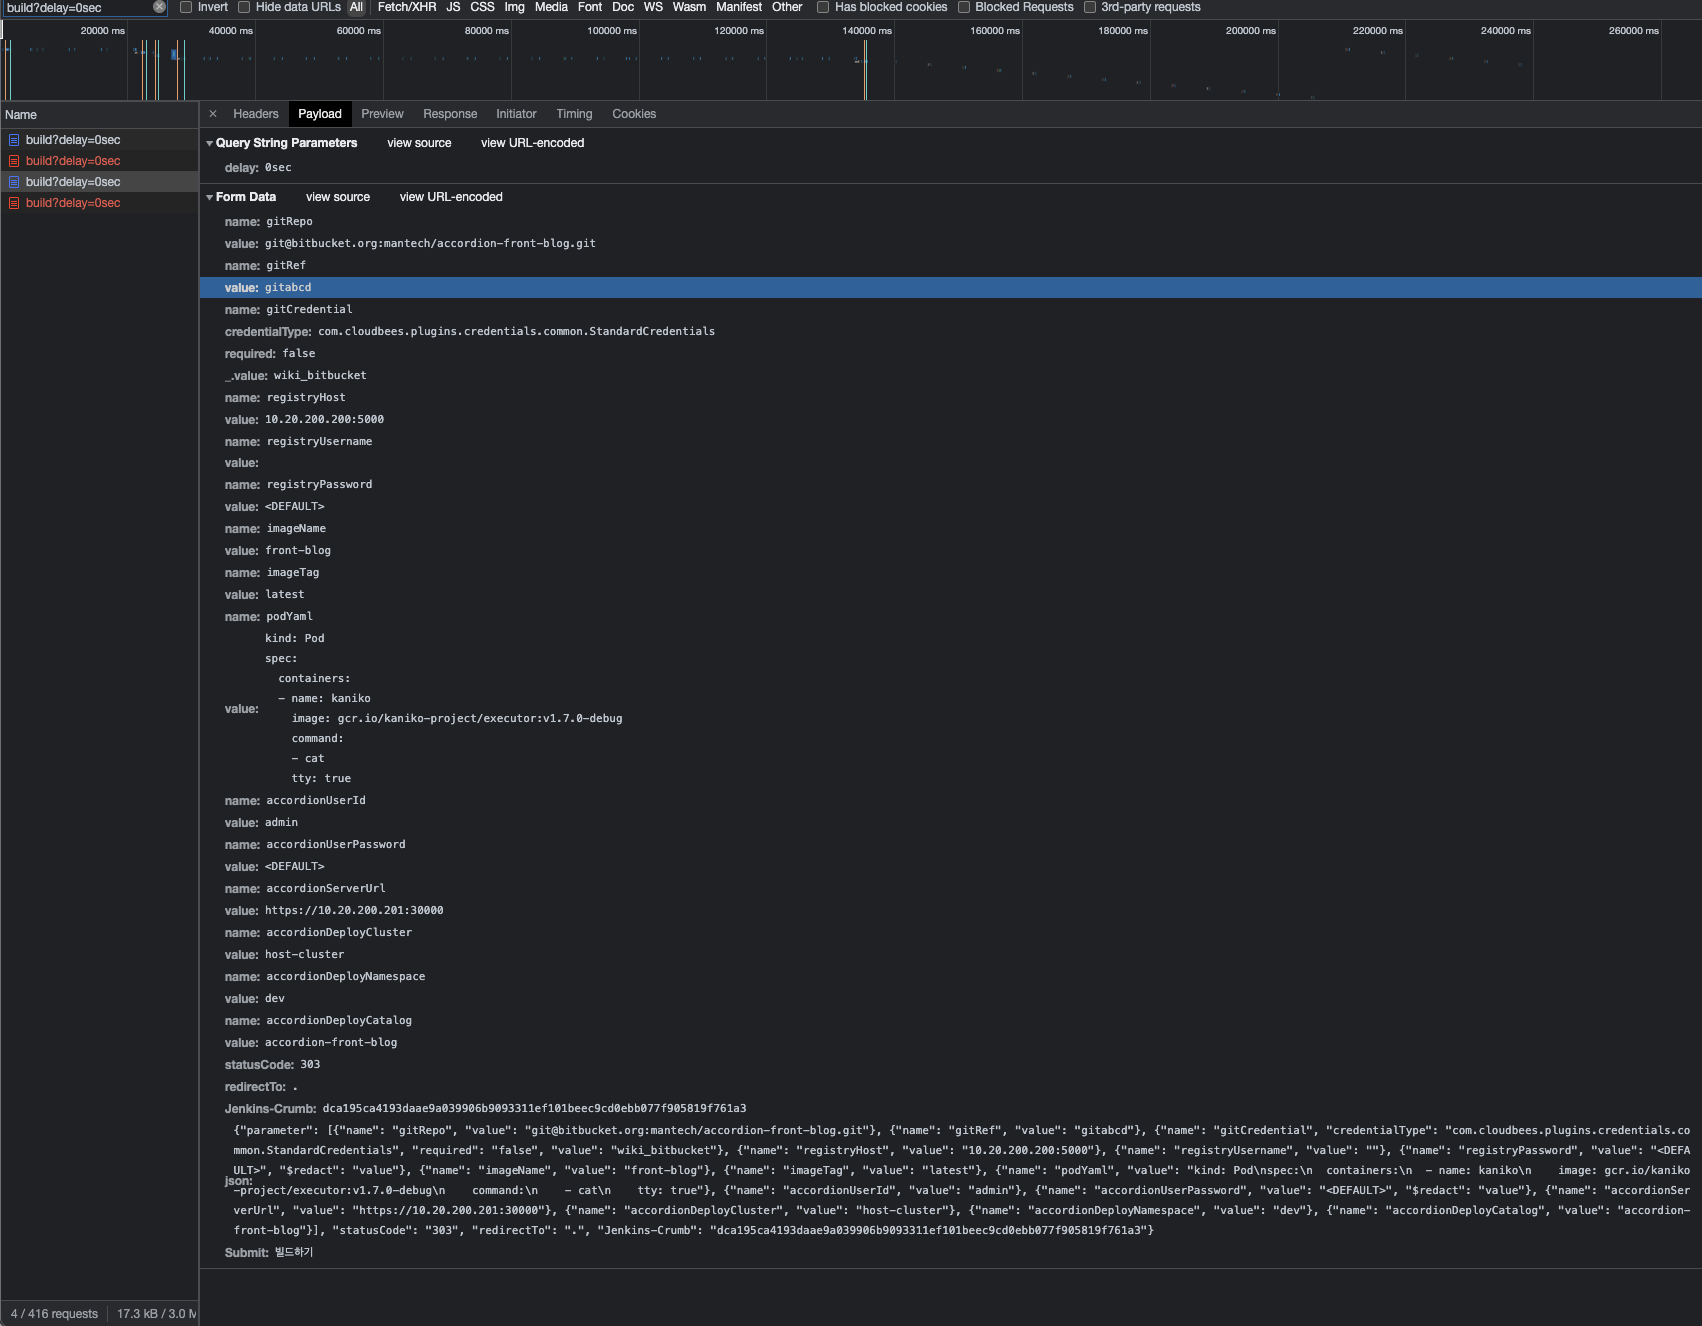 build?delay=0sec Invert Hide data URLs All Fetch/XHR JS CSS Img Media Font Doc WS Wasm Manifest Other Has blocked cookies Blocked Requests 3rd-party requests
20000 ms 40000 ms 60000 ms 80000 ms 100000 ms 120000 ms 140000 ms 160000 ms 180000 ms 200000 ms 220000 ms 240000 ms 260000 ms
Name
build?delay=0sec
build?delay=0sec
build?delay=0sec
build?delay=0sec
× Headers Payload Preview Response Initiator Timing Cookies
Query String Parameters view source view URL-encoded
delay: 0sec
Form Data view source view URL-encoded
name: gitRepo
value: git@bitbucket.org:mantech/accordion-front-blog.git
name: gitRef
value: gitabcd
name: gitCredential
credentialType: com.cloudbees.plugins.credentials.common.StandardCredentials
required: false
_.value: wiki_bitbucket
name: registryHost
value: 10.20.200.200:5000
name: registryUsername
value:
name: registryPassword
value: <DEFAULT>
name: imageName
value: front-blog
name: imageTag
value: latest
name: podYaml
value:
kind: Pod
spec:
containers:
- name: kaniko
image: gcr.io/kaniko-project/executor:v1.7.0-debug
command:
- cat
tty: true
name: accordionUserId
value: admin
name: accordionUserPassword
value: <DEFAULT>
name: accordionServerUrl
value: https://10.20.200.201:30000
name: accordionDeployCluster
value: host-cluster
name: accordionDeployNamespace
value: dev
name: accordionDeployCatalog
value: accordion-front-blog
statusCode: 303
redirectTo: .
Jenkins-Crumb: dca195ca4193daae9a039906b9093311ef101beec9cd0ebb077f905819f761a3
json:
{"parameter": [{"name": "gitRepo", "value": "git@bitbucket.org:mantech/accordion-front-blog.git"}, {"name": "gitRef", "value": "gitabcd"}, {"name": "gitCredential", "credentialType": "com.cloudbees.plugins.credentials.co
mmon.StandardCredentials", "required": "false", "value": "wiki_bitbucket"}, {"name": "registryHost", "value": "10.20.200.200:5000"}, {"name": "registryUsername", "value": ""}, {"name": "registryPassword", "value": "<DEFA
ULT>", "$redact": "value"}, {"name": "imageName", "value": "front-blog"}, {"name": "imageTag", "value": "latest"}, {"name": "podYaml", "value": "kind: Pod\nspec:\n  containers:\n  - name: kaniko\n    image: gcr.io/kaniko
-project/executor:v1.7.0-debug\n    command:\n    - cat\n    tty: true"}, {"name": "accordionUserId", "value": "admin"}, {"name": "accordionUserPassword", "value": "<DEFAULT>", "$redact": "value"}, {"name": "accordionSer
verUrl", "value": "https://10.20.200.201:30000"}, {"name": "accordionDeployCluster", "value": "host-cluster"}, {"name": "accordionDeployNamespace", "value": "dev"}, {"name": "accordionDeployCatalog", "value": "accordion-
front-blog"}], "statusCode": "303", "redirectTo": ".", "Jenkins-Crumb": "dca195ca4193daae9a039906b9093311ef101beec9cd0ebb077f905819f761a3"}
Submit: 빌드하기
4 / 416 requests 17.3 kB / 3.0 M